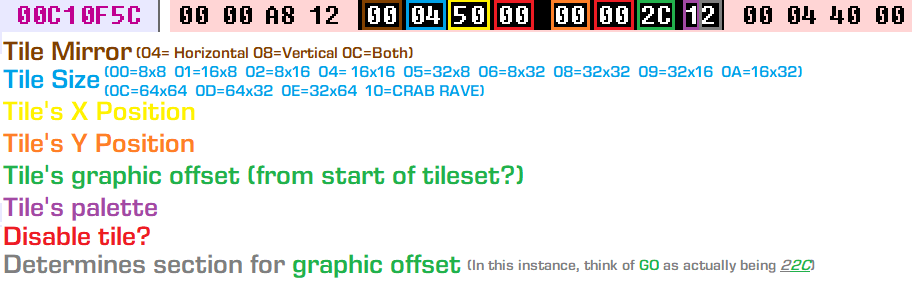 00C10F5C 00 00 A8 12 00 04 50 00 00 00 2C 12 00 04 40 00
Tile Mirror (04= Horizontal 08=Vertical 0C=Both)
Tile Size (00=8x8 01=16x8 02=8x16 04= 16x16 05=32x8 06=8x32 08=32x32 09=32x16 0A=16x32)
(0C=64x64 0D=64x32 0E=32x64 10=CRAB RAVE)
Tile's X Position
Tile's Y Position
Tile's graphic offset (from start of tileset?)
Tile's palette
Disable tile?
Determines section for graphic offset (In this instance, think of GO as actually being 22C)